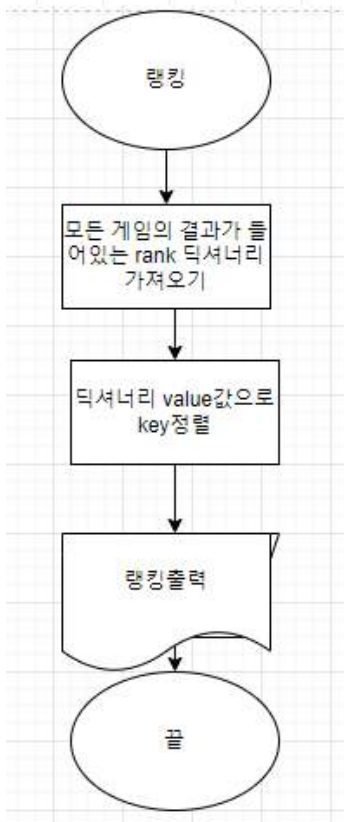 랭킹
모든 게임의 결과가 들
어있는 rank 딕셔너리
가져오기
딕셔너리 value값으로
key정렬
랭킹출력
끝